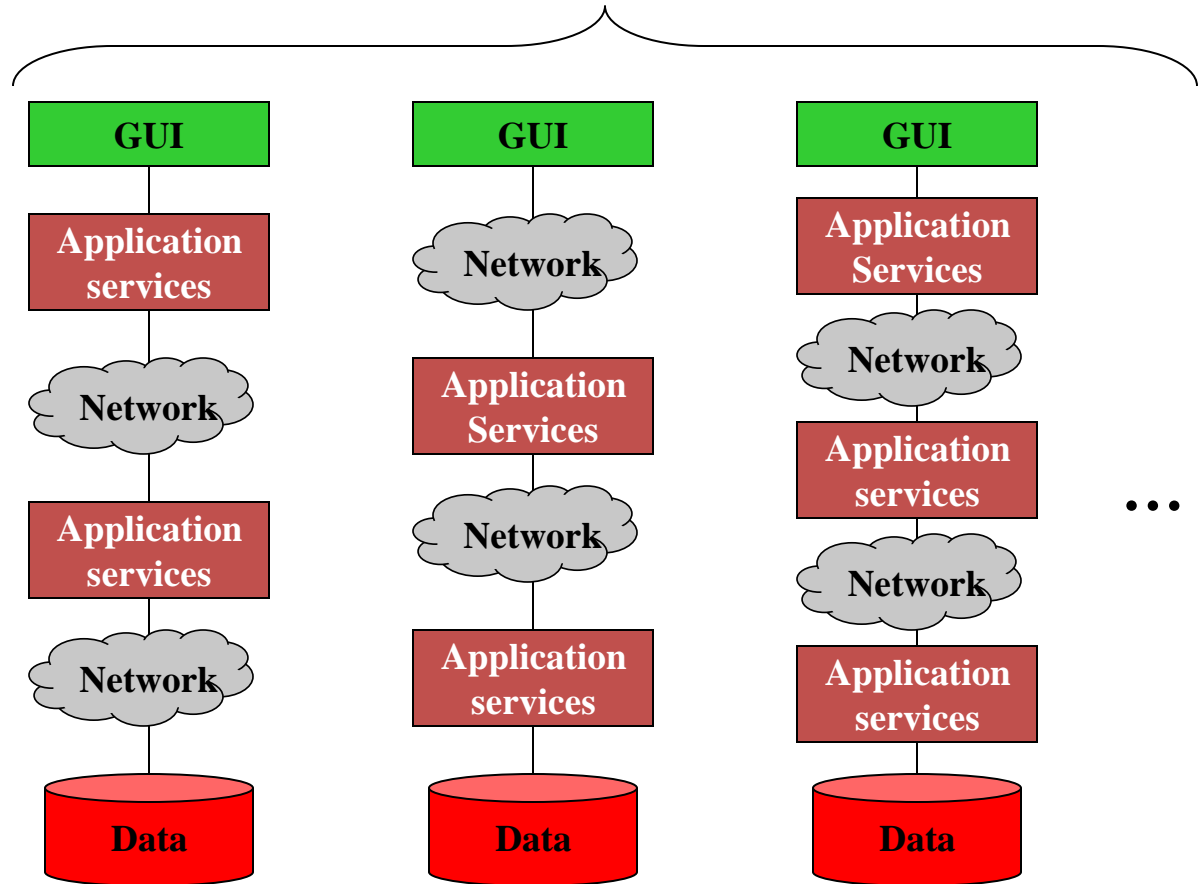 GUI
Application
services
Network
Application
services
Network
Data
GUI
Network
Application
Services
Network
Application
services
Data
GUI
Application
Services
Network
Application
services
Network
Application
services
Data
...